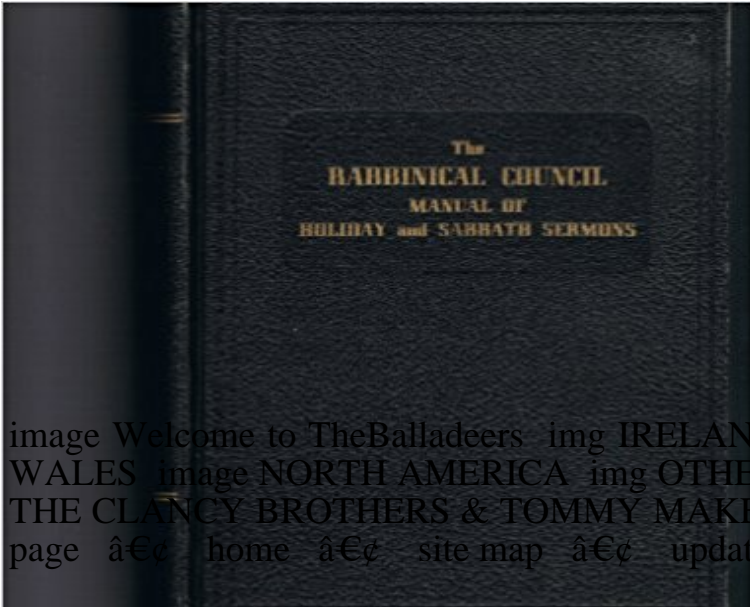 The
RABBINICAL COUNCIL
MANUAL OF
HOLIDAY and SABBATH SERMONS
image Welcome to TheBalladeers img IRELAN
WALES image NORTH AMERICA img OTHE
THE CLANCY BROTHERS & TOMMY MAKE
page â€¢ home â€¢ site map â€¢ updat